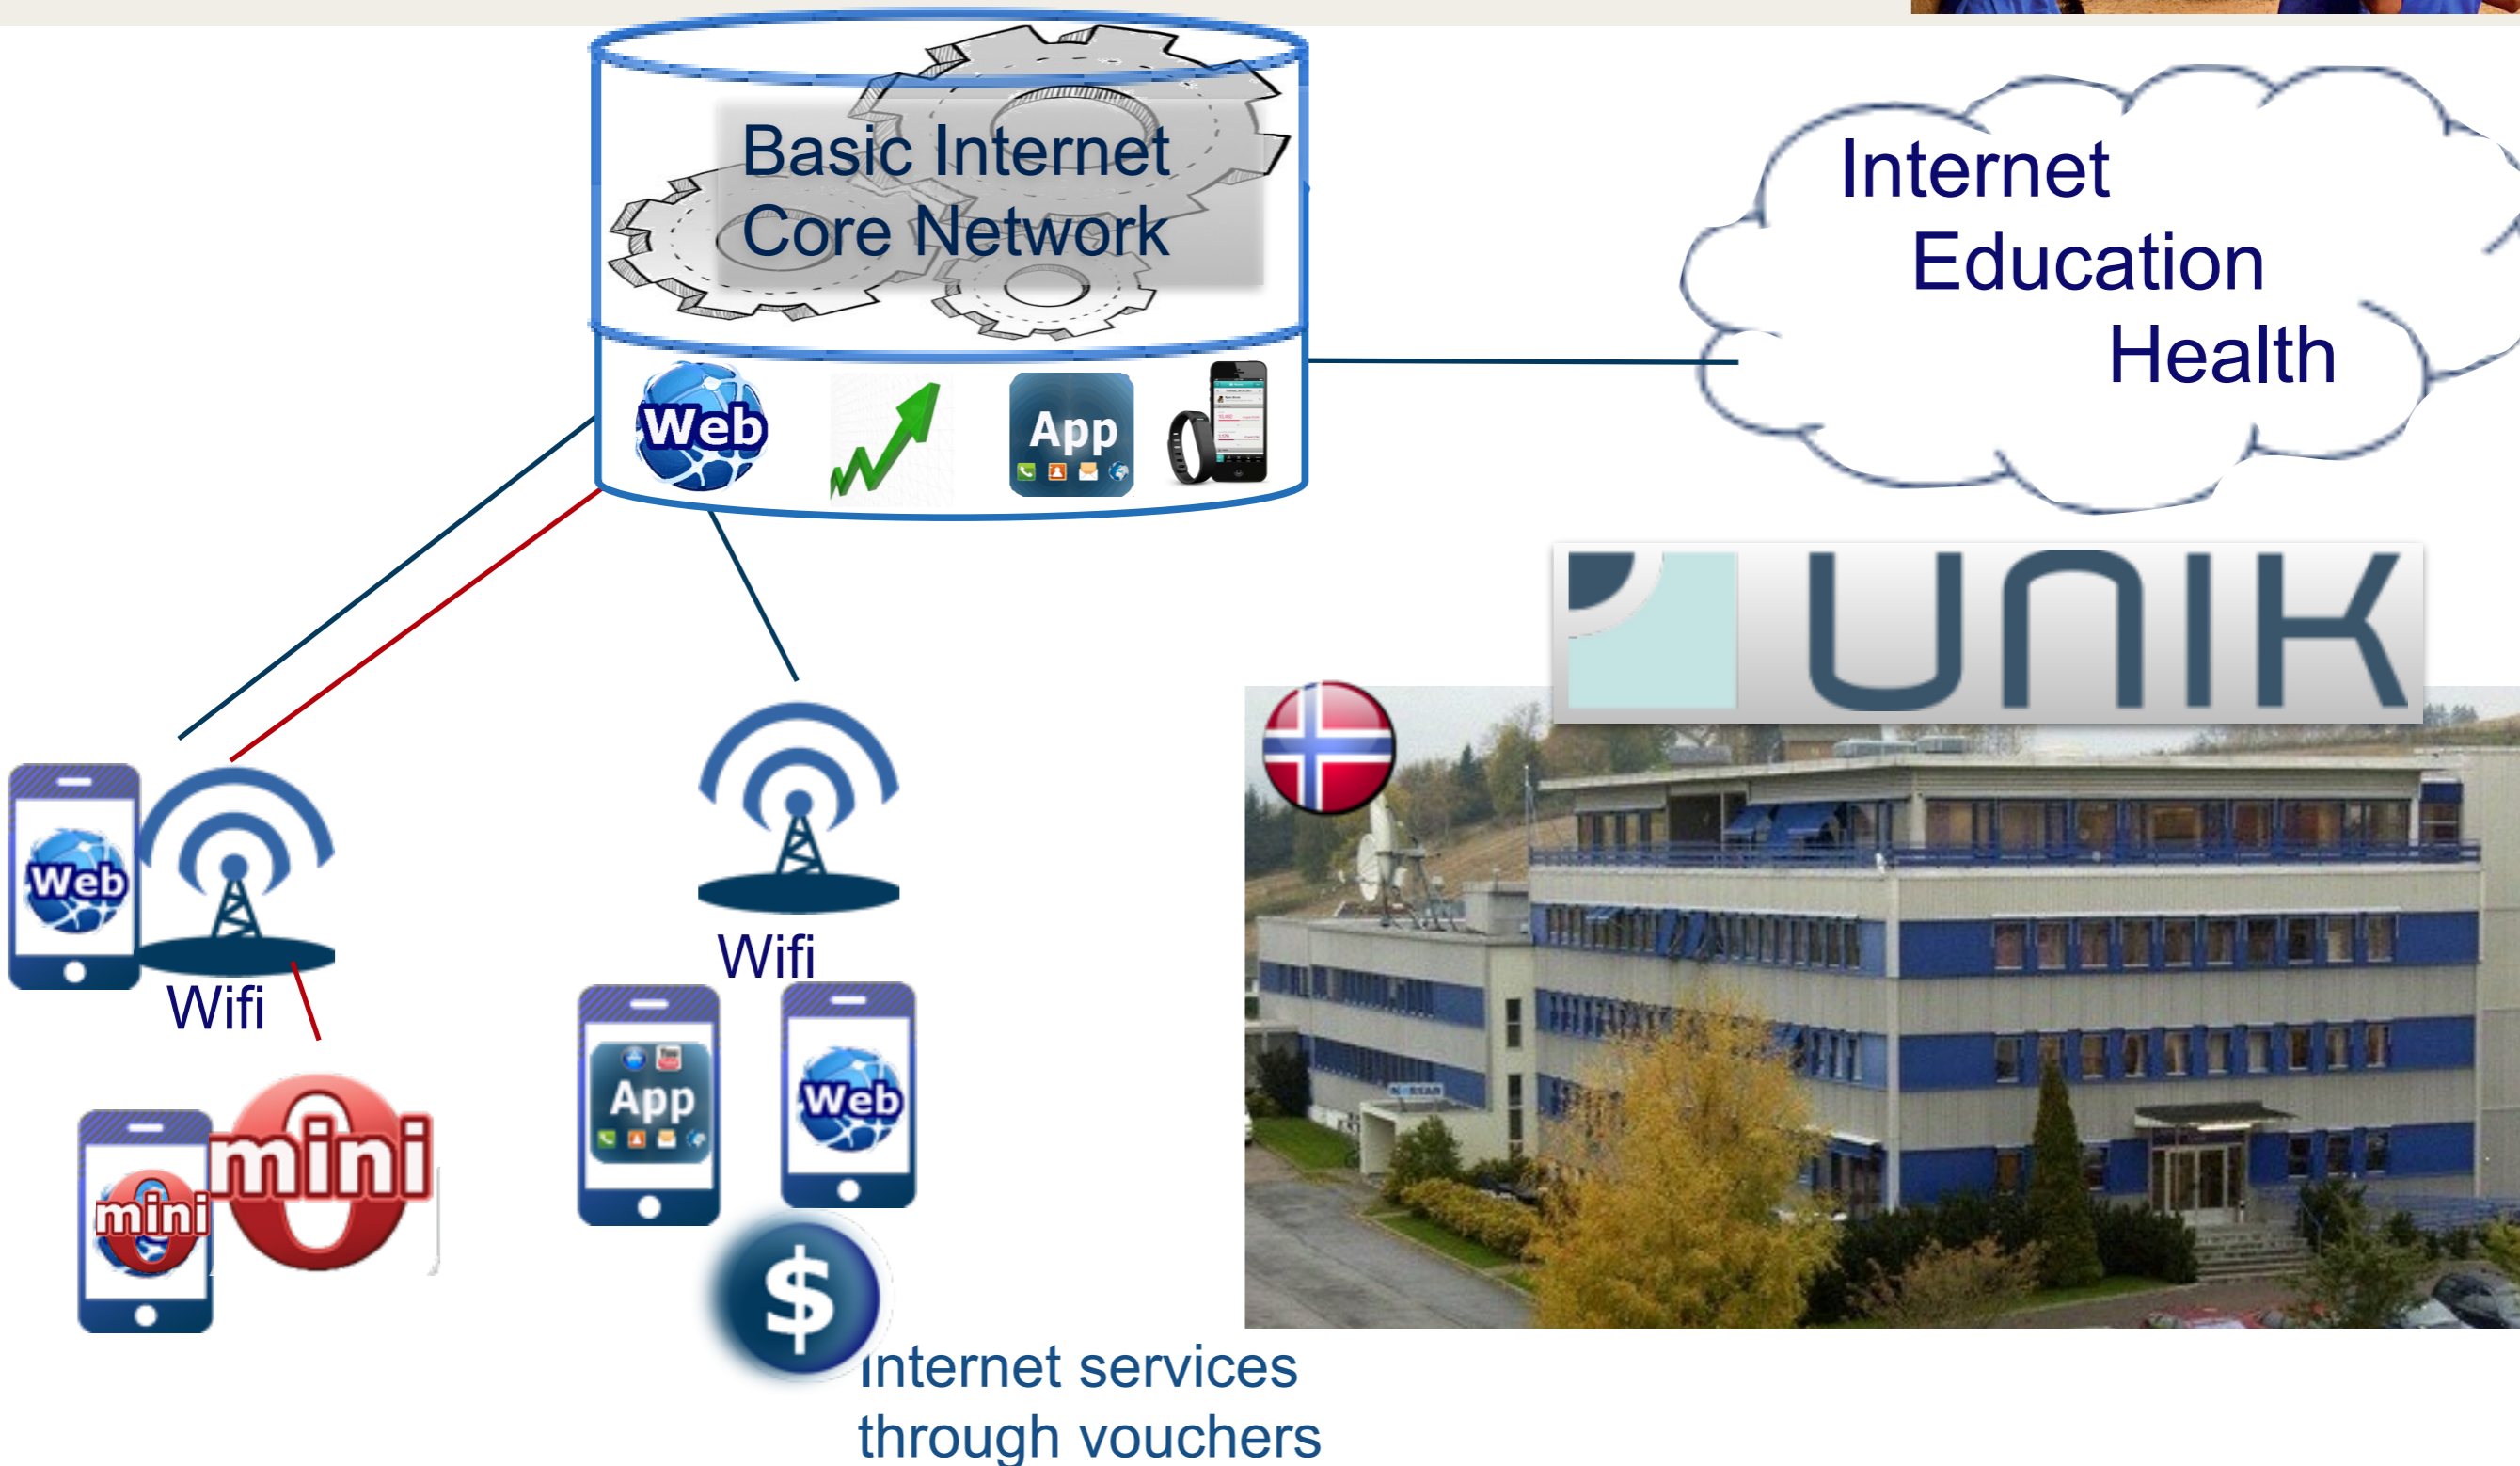 Basic Internet
Core Network
Internet
Education
Health
Web
App
UNIK
Web
Wifi
Wifi
mini
mini
App
Web
$
Internet services
through vouchers